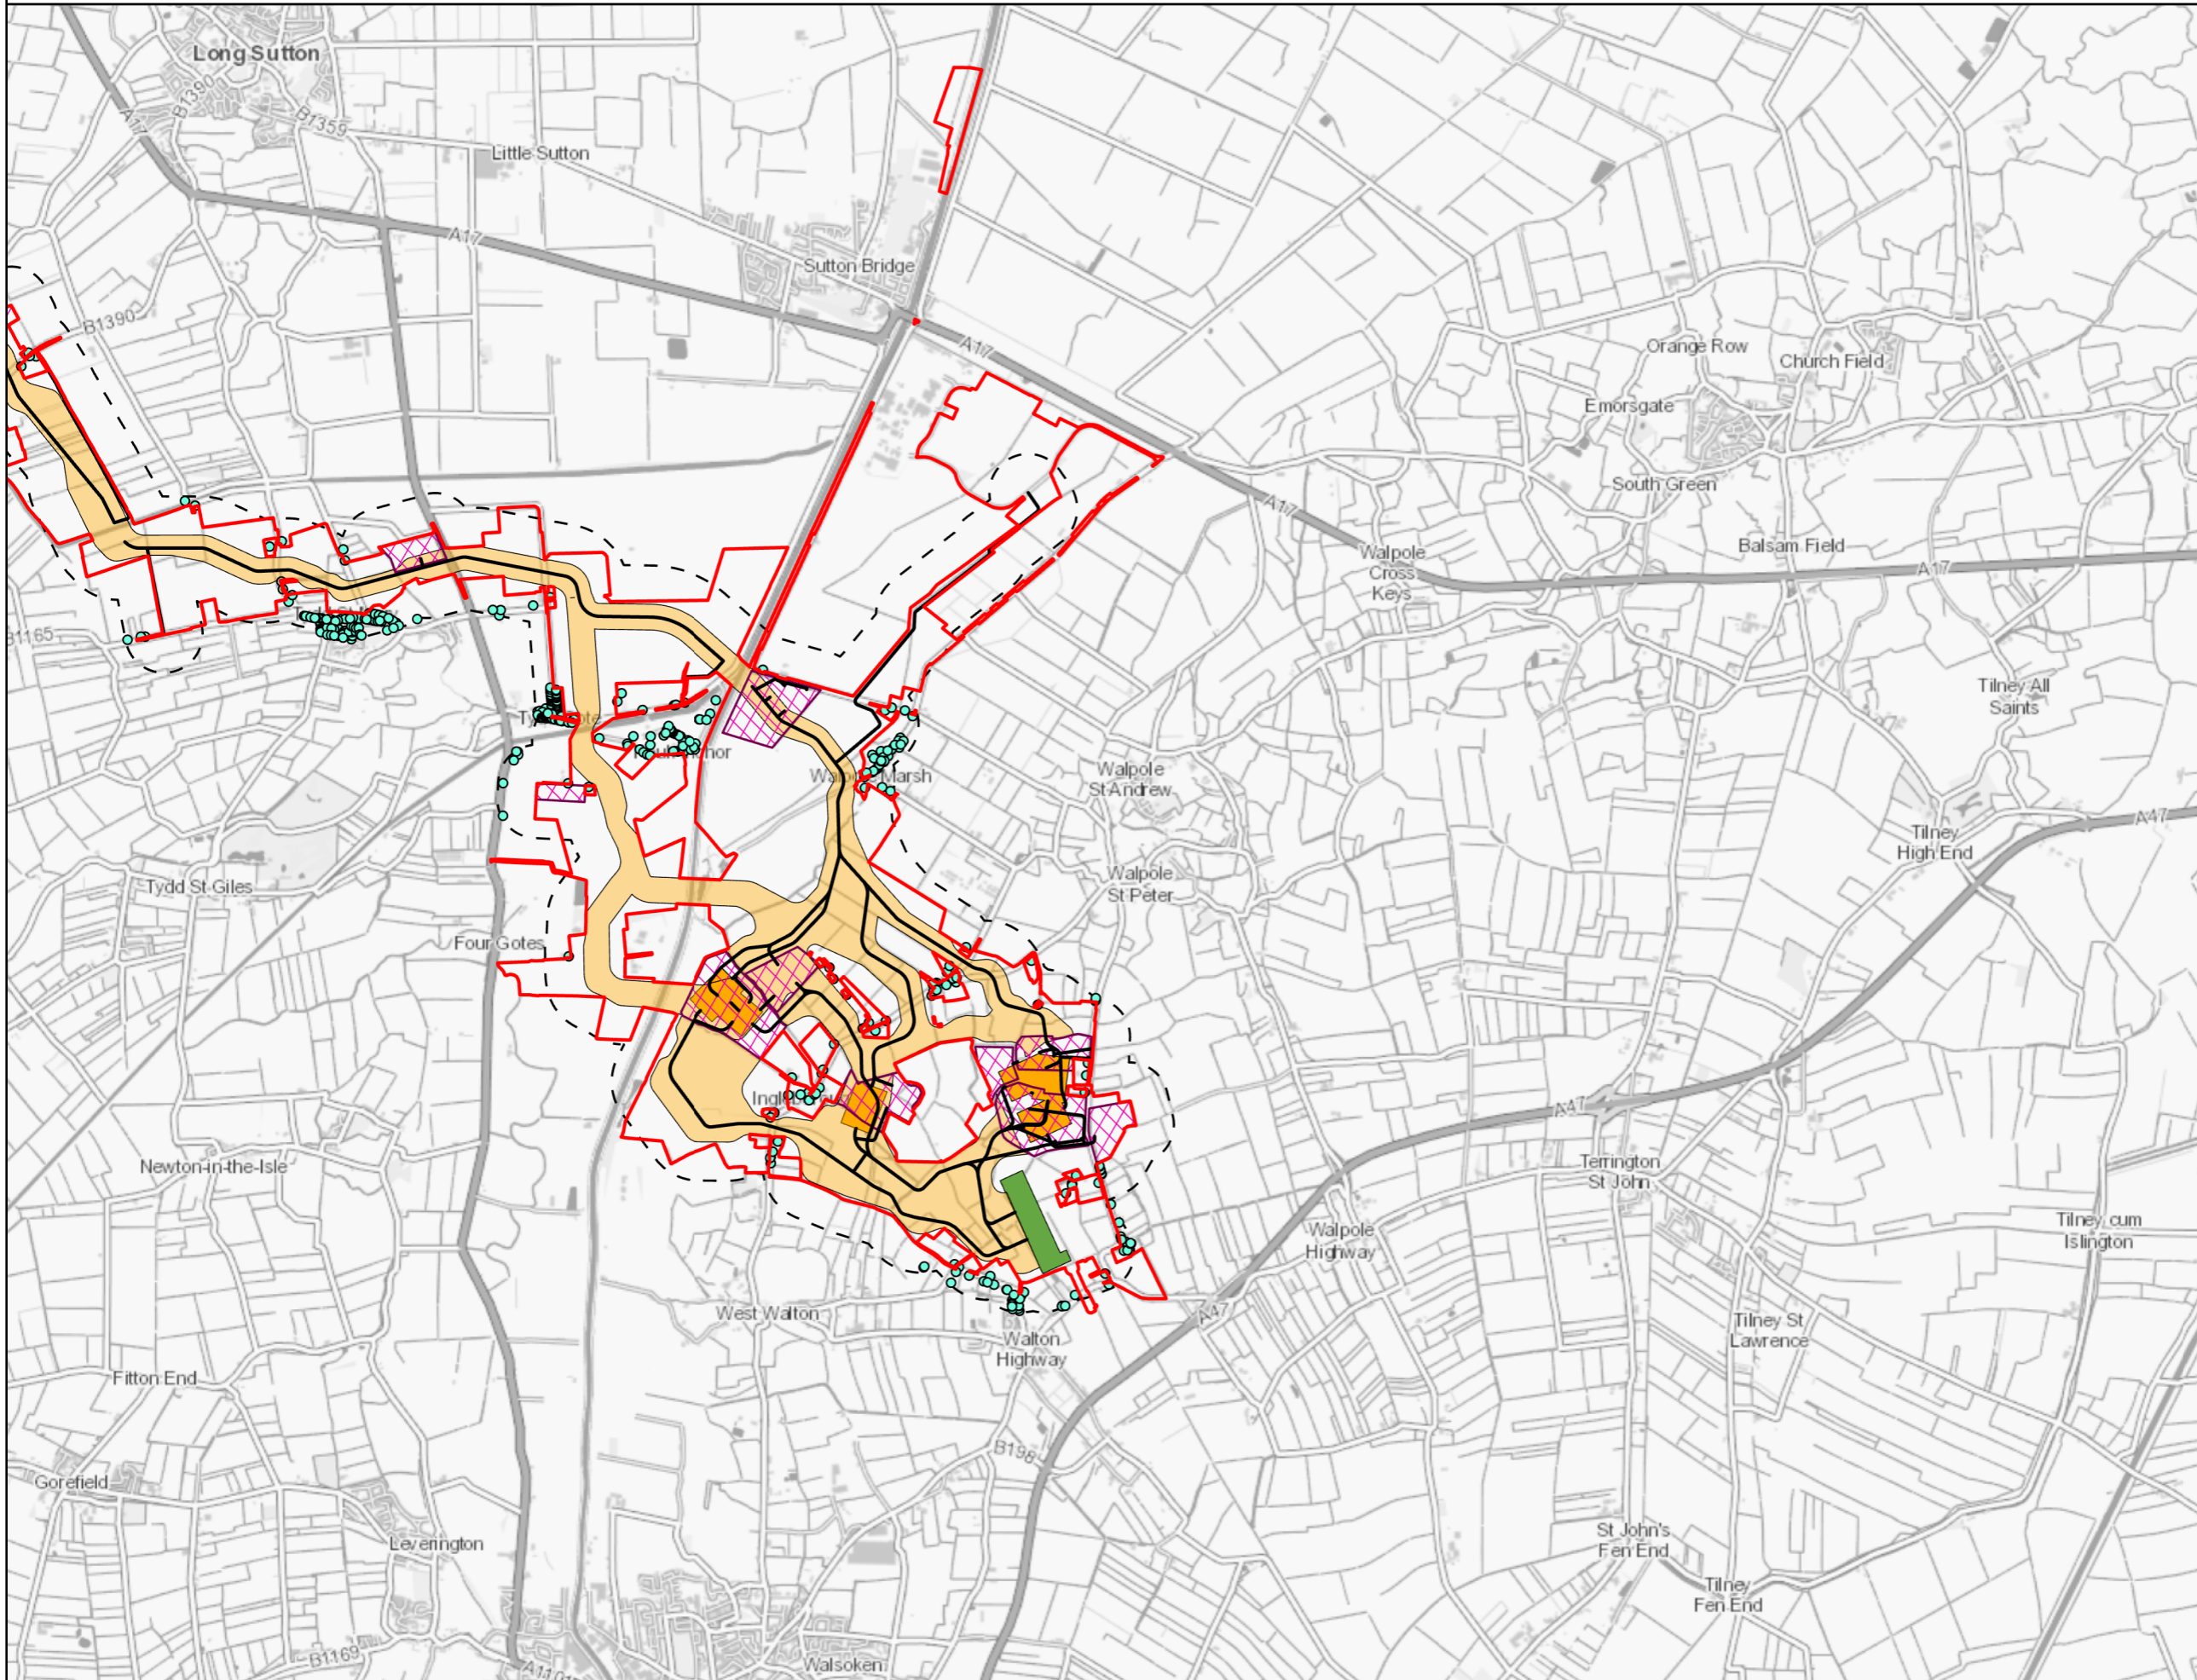 Long Sutton
B1390
A17
B1359
Little Sutton
A17
Sutton Bridge
B1390
A17
Orange Row
Church Field
Emorsgate
South Green
A17
Walpole
Cross
Keys
Balsam Field
A17
B1165
Tilney All
Saints
Walpole
St Andrew
Tilney
High End
A47
Walpole
St Peter
Tydd St Giles
Four Gotes
A47
Newton-in-the-Isle
Terrington
St John
Walpole
Highway
Tilney cum
Islington
West Walton
A47
Walton
Highway
Tilney St
Lawrence
Fitton End
B198
Gorefield
Leverington
St John's
Fen End
Tilney
Fen End
B1169
A1101
Walsoken